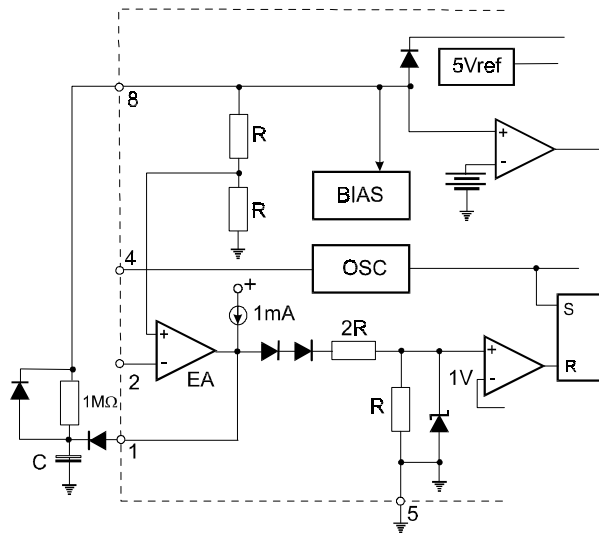 5Vref
8
R
+
-
R
BIAS
4
OSC
+
1mA
S
2R
+
+
1V
-
R
-
2
EA
1MΩ
R
1
C
5